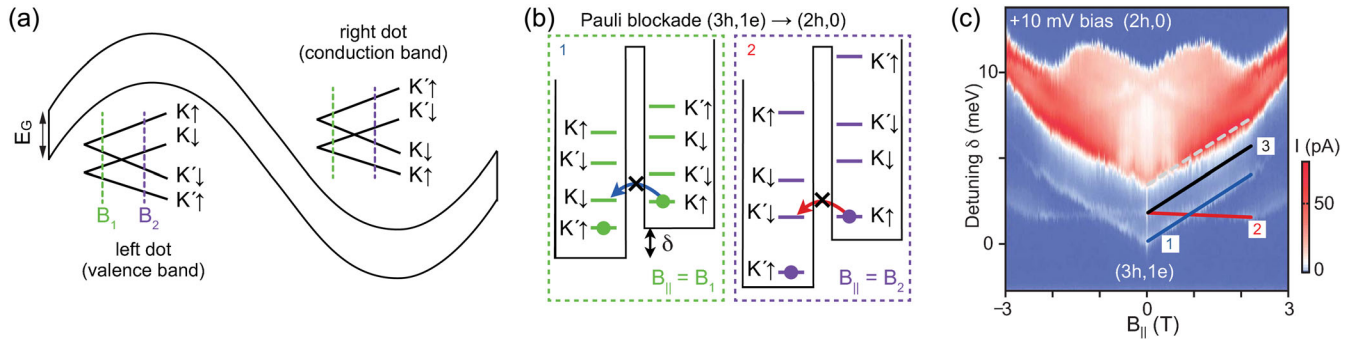 (a)
right dot
(conduction band)
K´↑
K´↓
K↓
K↑
E_G
K↑
K↓
K´↓
K´↑
B₁
B₂
left dot
(valence band)
(b)
Pauli blockade (3h,1e) → (2h,0)
1
K↑
K´↓
K↓
K´↑
K´↑
K↓
K´↓
K↑
δ
B|| = B₁
2
K↑
K↓
K´↓
K´↑
K´↑
K´↓
K↓
K↑
B|| = B₂
(c)
+10 mV bias
(2h,0)
Detuning δ (meV)
10
0
3
1
2
(3h,1e)
−3
0
3
B|| (T)
I (pA)
50
0